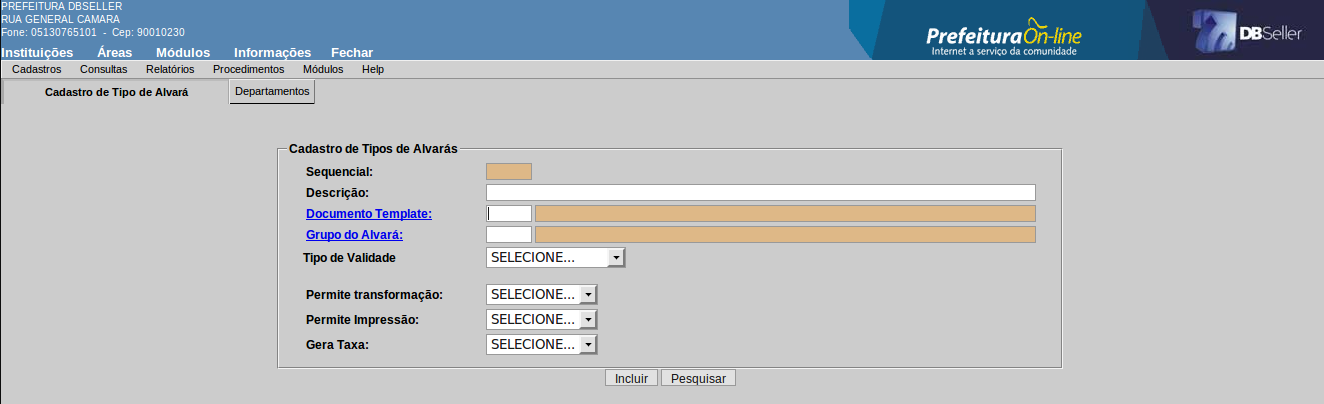 PREFEITURA DBSELLER
RUA GENERAL CAMARA
Fone: 05130765101 - Cep: 90010230
Instituições Áreas Módulos Informações Fechar
PrefeituraOn-line
Internet a serviço da comunidade
DBSeller
Cadastros Consultas Relatórios Procedimentos Módulos Help
Cadastro de Tipo de Alvará Departamentos
Cadastro de Tipos de Alvarás
Sequencial:
Descrição:
Documento Template:
Grupo do Alvará:
Tipo de Validade SELECIONE...
Permite transformação: SELECIONE...
Permite Impressão: SELECIONE...
Gera Taxa: SELECIONE...
Incluir Pesquisar